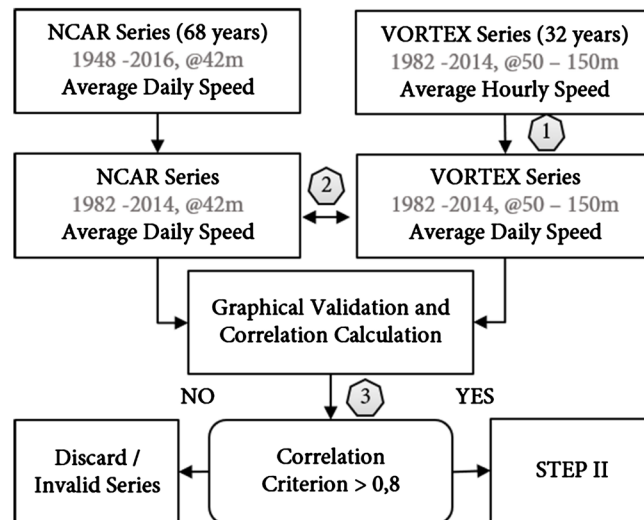 NCAR Series (68 years)
1948 -2016, @42m
Average Daily Speed
VORTEX Series (32 years)
1982 -2014, @50 – 150m
Average Hourly Speed
1
NCAR Series
1982 -2014, @42m
Average Daily Speed
2
VORTEX Series
1982 -2014, @50 – 150m
Average Daily Speed
Graphical Validation and
Correlation Calculation
NO
3
YES
Discard /
Invalid Series
Correlation
Criterion > 0,8
STEP II